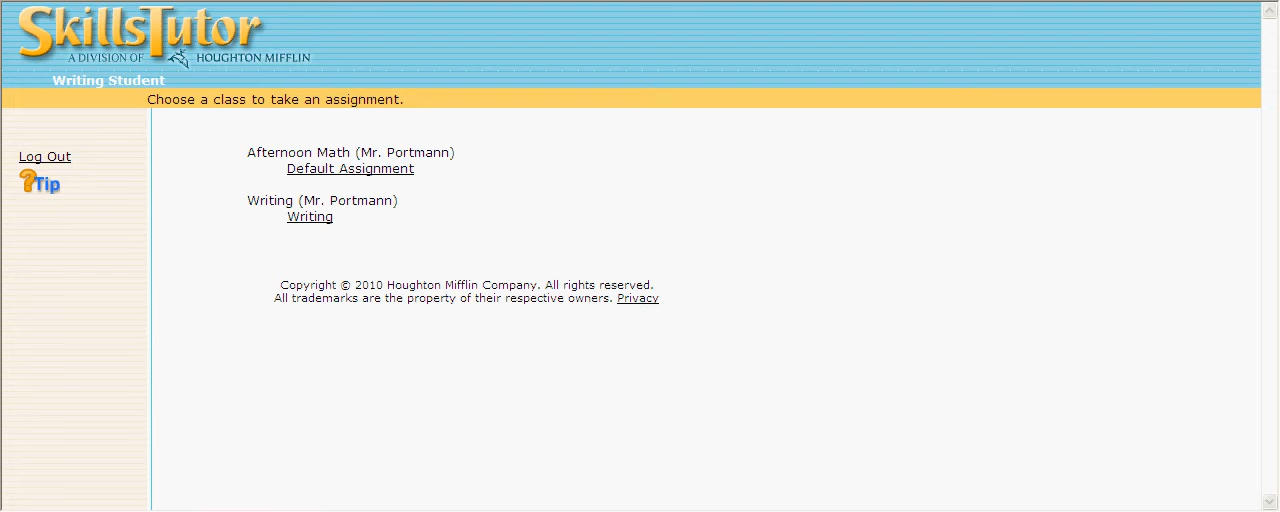 SkillsTutor
A DIVISION OF HOUGHTON MIFFLIN
Writing Student
Choose a class to take an assignment.
Log Out
?Tip
Afternoon Math (Mr. Portmann)
Default Assignment
Writing (Mr. Portmann)
Writing
Copyright © 2010 Houghton Mifflin Company. All rights reserved.
All trademarks are the property of their respective owners. Privacy